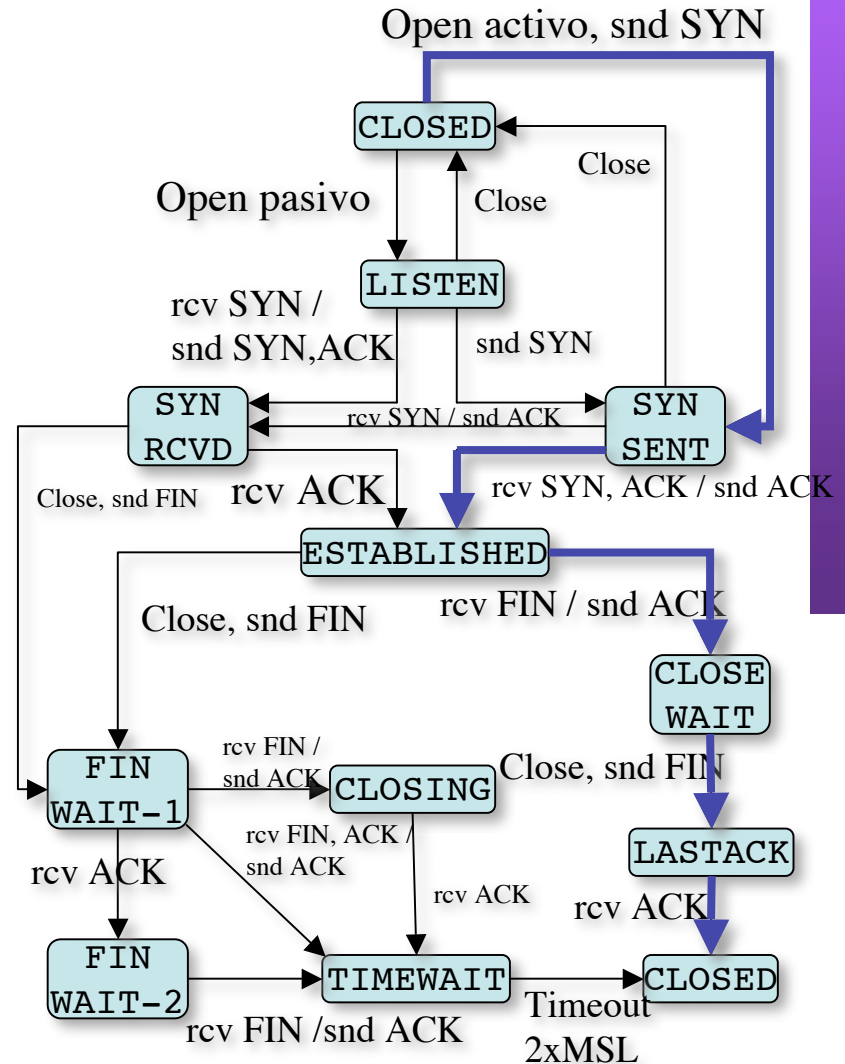 Open activo, snd SYN
CLOSED
Close
Open pasivo
Close
LISTEN
rcv SYN /
snd SYN,ACK
snd SYN
SYN
RCVD
rcv SYN / snd ACK
SYN
SENT
Close, snd FIN
rcv ACK
rcv SYN, ACK / snd ACK
ESTABLISHED
rcv FIN / snd ACK
Close, snd FIN
CLOSE
WAIT
FIN
WAIT-1
rcv FIN /
snd ACK
CLOSING
Close, snd FIN
rcv FIN, ACK /
snd ACK
LASTACK
rcv ACK
rcv ACK
rcv ACK
FIN
WAIT-2
TIMEWAIT
CLOSED
rcv FIN /snd ACK
Timeout
2xMSL